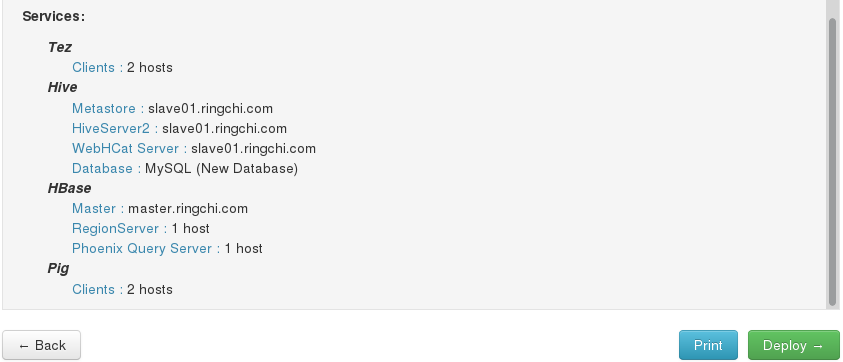 Services:
Tez
Clients : 2 hosts
Hive
Metastore : slave01.ringchi.com
HiveServer2 : slave01.ringchi.com
WebHCat Server : slave01.ringchi.com
Database : MySQL (New Database)
HBase
Master : master.ringchi.com
RegionServer : 1 host
Phoenix Query Server : 1 host
Pig
Clients : 2 hosts
← Back Print Deploy →